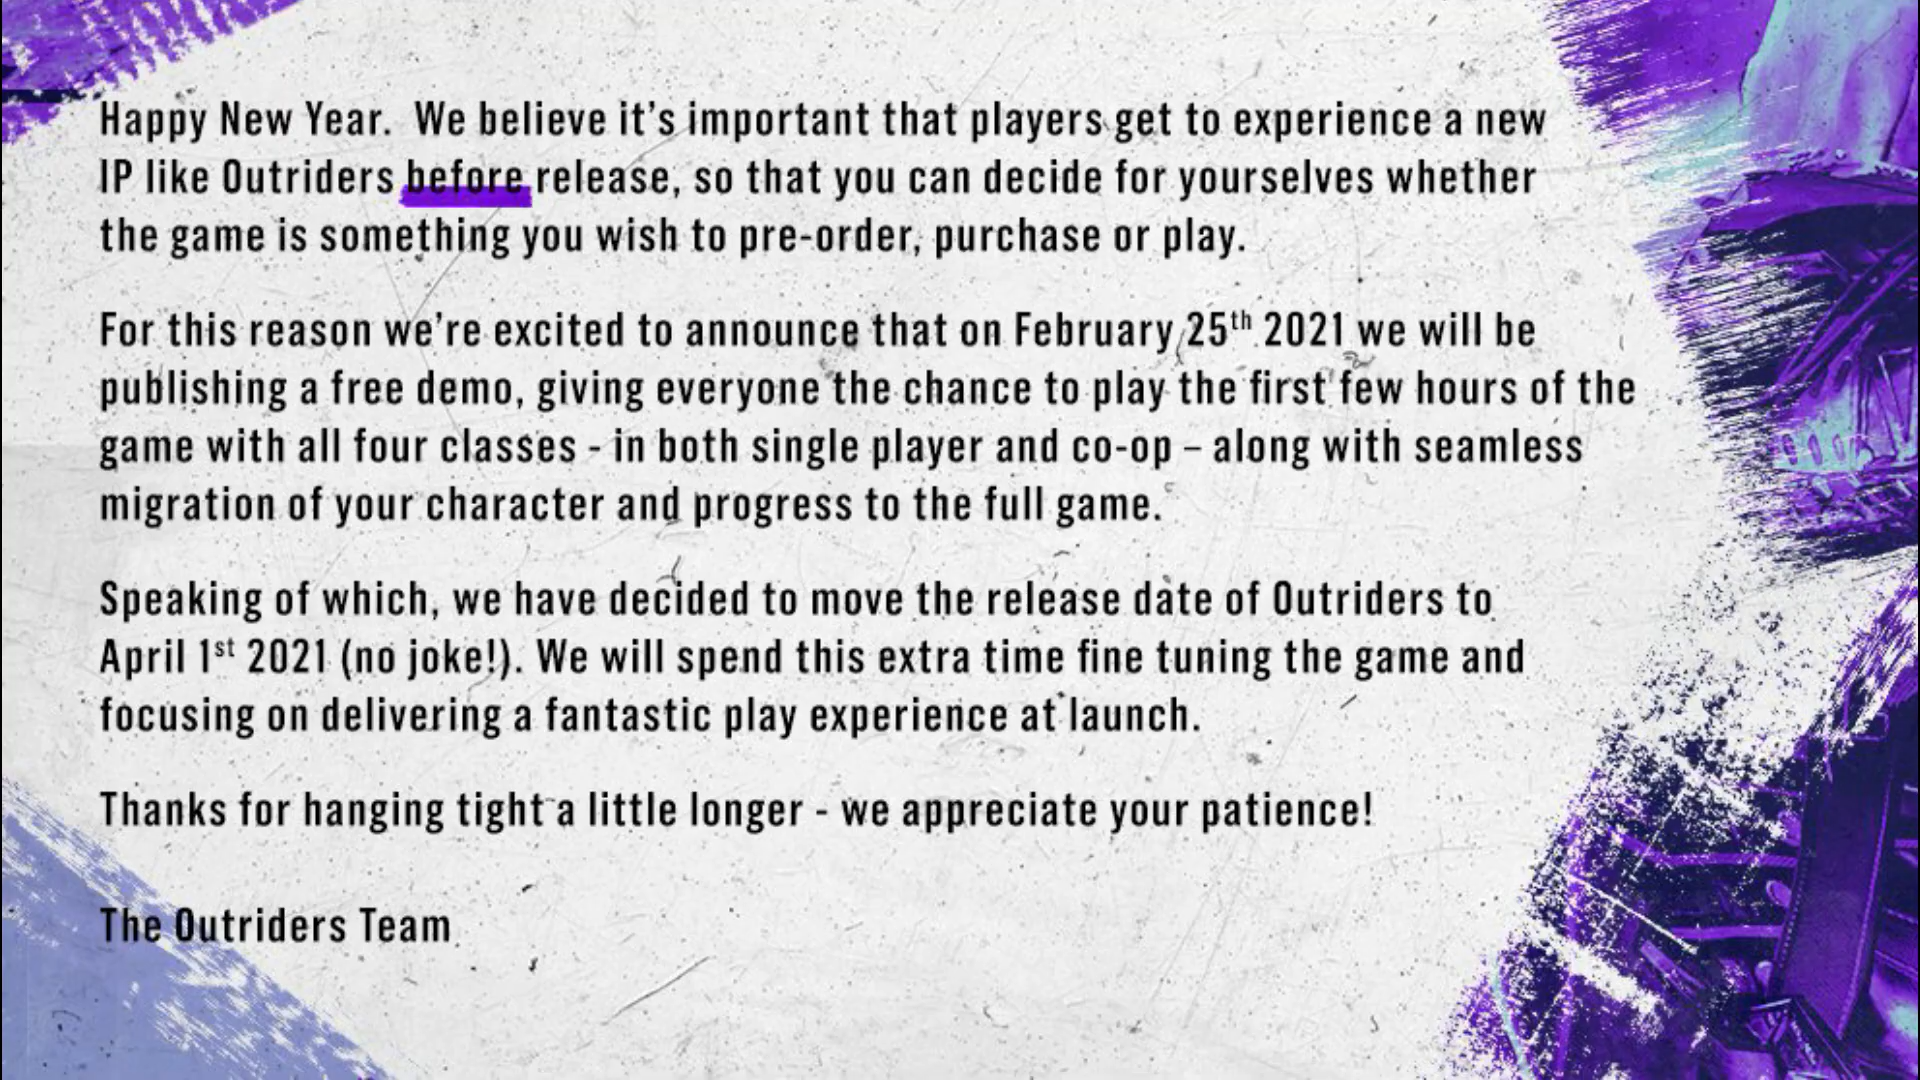 Happy New Year.  We believe it’s important that players get to experience a new
IP like Outriders before release, so that you can decide for yourselves whether
the game is something you wish to pre-order, purchase or play.
For this reason we’re excited to announce that on February 25th 2021 we will be
publishing a free demo, giving everyone the chance to play the first few hours of the
game with all four classes - in both single player and co-op – along with seamless
migration of your character and progress to the full game.
Speaking of which, we have decided to move the release date of Outriders to
April 1st 2021 (no joke!). We will spend this extra time fine tuning the game and
focusing on delivering a fantastic play experience at launch.
Thanks for hanging tight a little longer - we appreciate your patience!
The Outriders Team